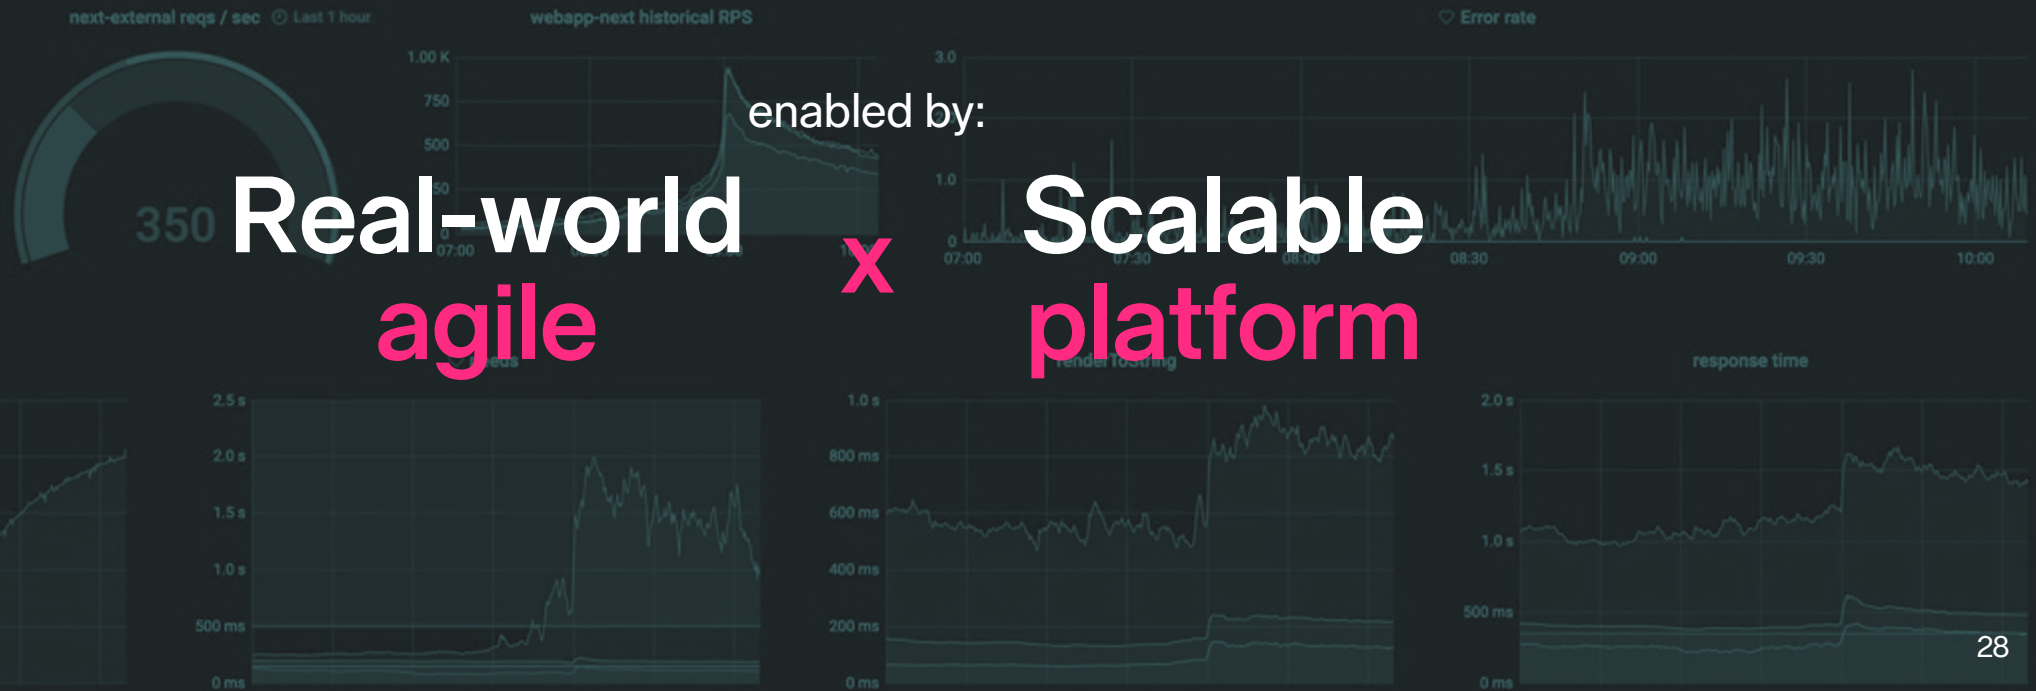 next-external reqs / sec Last 1 hour
webapp-next historical RPS
Error rate
1.00 K
750
500
3.0
1.0
0
350
07:00
07:00
07:30
08:00
08:30
09:00
09:30
10:00
enabled by:
Real-world
agile
x
Scalable
platform
renderToString
response time
2.5 s
2.0 s
1.5 s
1.0 s
500 ms
0 ms
1.0 s
800 ms
600 ms
400 ms
200 ms
0 ms
2.0 s
1.5 s
1.0 s
500 ms
0 ms
28